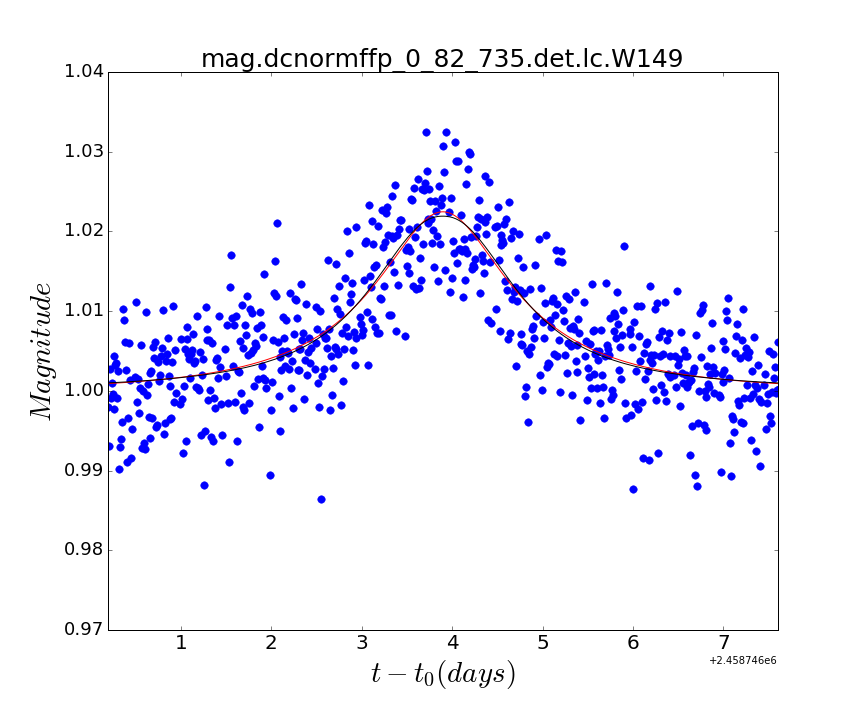 mag.dcnormffp_0_82_735.det.lc.W149
1.04
1.03
1.02
1.01
1.00
0.99
0.98
0.97
Magnitude
1 2 3 4 5 6 7
+2.458746e6
t − t₀(days)